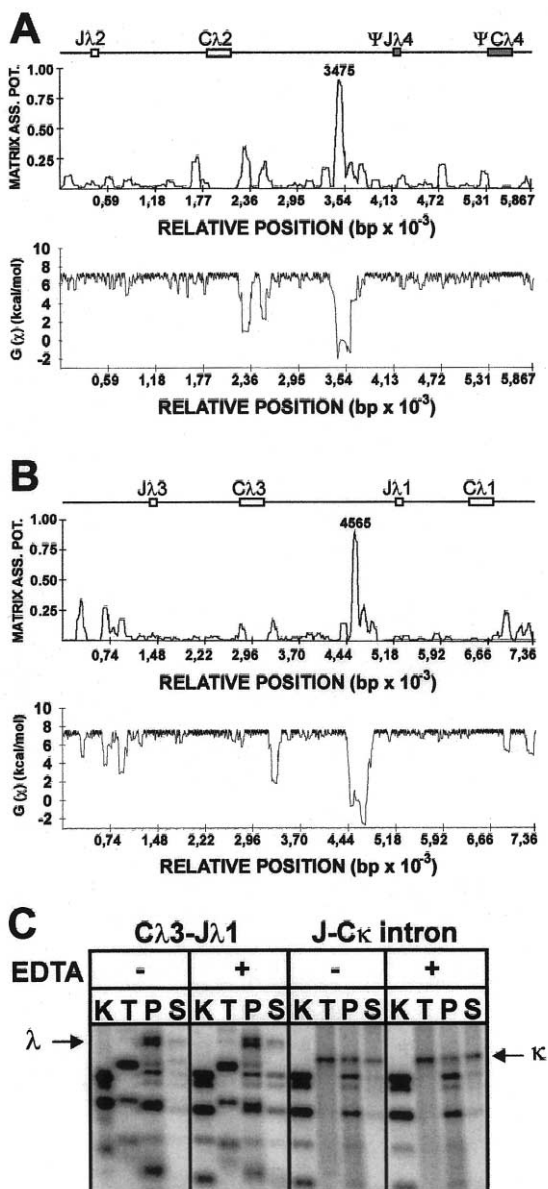 A
Jλ2 Cλ2 ΨJλ4 ΨCλ4
MATRIX ASS. POT.
1.00
0.75
0.50
0.25
3475
0,59 1,18 1,77 2,36 2,95 3,54 4,13 4,72 5,31 5,867
RELATIVE POSITION (bp x 10⁻³)
G (χ) (kcal/mol)
10
8
6
4
2
0
-2
0,59 1,18 1,77 2,36 2,95 3,54 4,13 4,72 5,31 5,867
RELATIVE POSITION (bp x 10⁻³)
B
Jλ3 Cλ3 Jλ1 Cλ1
MATRIX ASS. POT.
1.00
0.75
0.50
0.25
4565
0,74 1,48 2,22 2,96 3,70 4,44 5,18 5,92 6,66 7,36
RELATIVE POSITION (bp x 10⁻³)
G (χ) (kcal/mol)
10
8
6
4
2
0
-2
0,74 1,48 2,22 2,96 3,70 4,44 5,18 5,92 6,66 7,36
RELATIVE POSITION (bp x 10⁻³)
C
Cλ3-Jλ1 J-Cκ intron
EDTA - + - +
K T P S K T P S K T P S K T P S
λ → ← κ